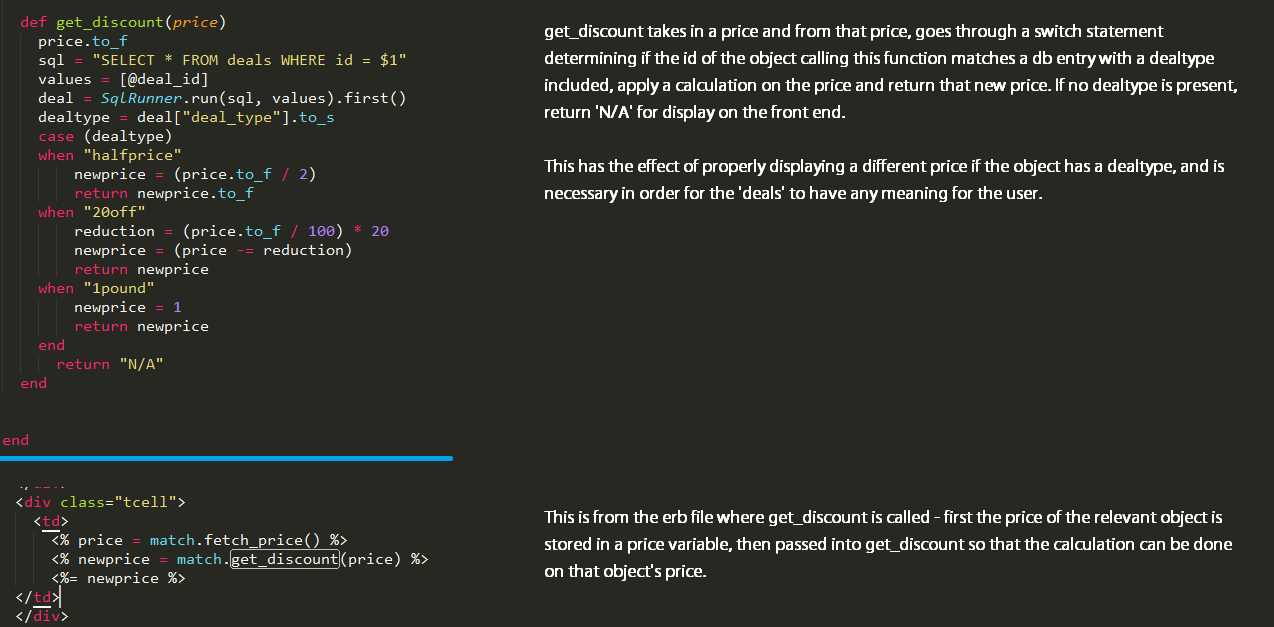 def get_discount(price)
price.to_f
sql = "SELECT * FROM deals WHERE id = $1"
values = [@deal_id]
deal = SqlRunner.run(sql, values).first()
dealtype = deal["deal_type"].to_s
case (dealtype)
when "halfprice"
newprice = (price.to_f / 2)
return newprice.to_f
when "20off"
reduction = (price.to_f / 100) * 20
newprice = (price -= reduction)
return newprice
when "1pound"
newprice = 1
return newprice
end
return "N/A"
end
end
get_discount takes in a price and from that price, goes through a switch statement
determining if the id of the object calling this function matches a db entry with a dealtype
included, apply a calculation on the price and return that new price. If no dealtype is present,
return 'N/A' for display on the front end.
This has the effect of properly displaying a different price if the object has a dealtype, and is
necessary in order for the 'deals' to have any meaning for the user.
<div class="tcell">
<td>
<% price = match.fetch_price() %>
<% newprice = match.get_discount(price) %>
<%= newprice %>
</td>
</div>
This is from the erb file where get_discount is called - first the price of the relevant object is
stored in a price variable, then passed into get_discount so that the calculation can be done
on that object's price.